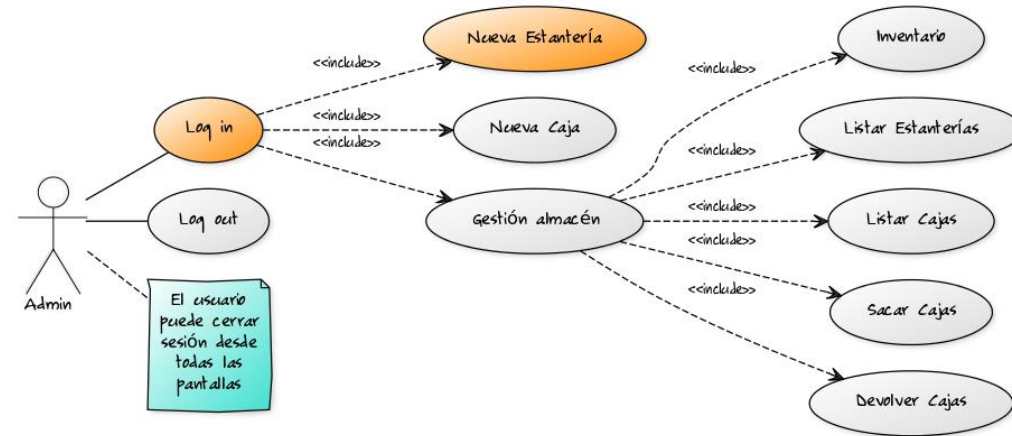 Nueva Estantería
Inventario
<<include>>
<<include>>
Log in
<<include>>
Nueva Caja
<<include>>
Listar Estanterías
<<include>>
<<include>>
Log out
Gestión almacén
<<include>>
Listar Cajas
<<include>>
Admin
El usuario
puede cerrar
sesión desde
todas las
pantallas
<<include>>
Sacar Cajas
Devolver Cajas